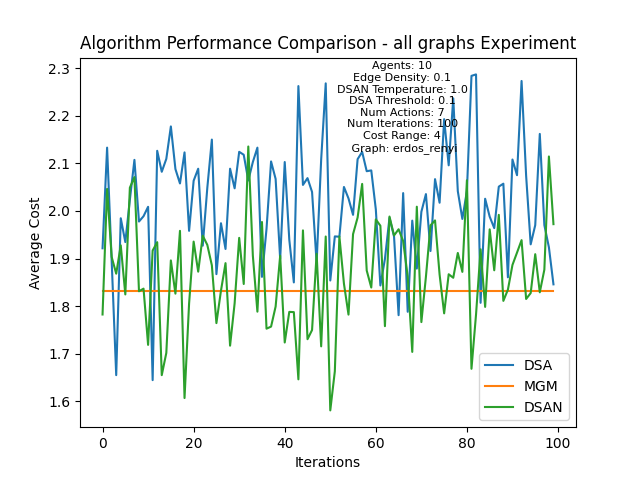 Algorithm Performance Comparison - all graphs Experiment
Agents: 10
Edge Density: 0.1
DSAN Temperature: 1.0
DSA Threshold: 0.1
Num Actions: 7
Num Iterations: 100
Cost Range: 4
Graph: erdos_renyi
2.3
2.2
2.1
2.0
1.9
1.8
1.7
1.6
Average Cost
0 20 40 60 80 100
Iterations
DSA
MGM
DSAN